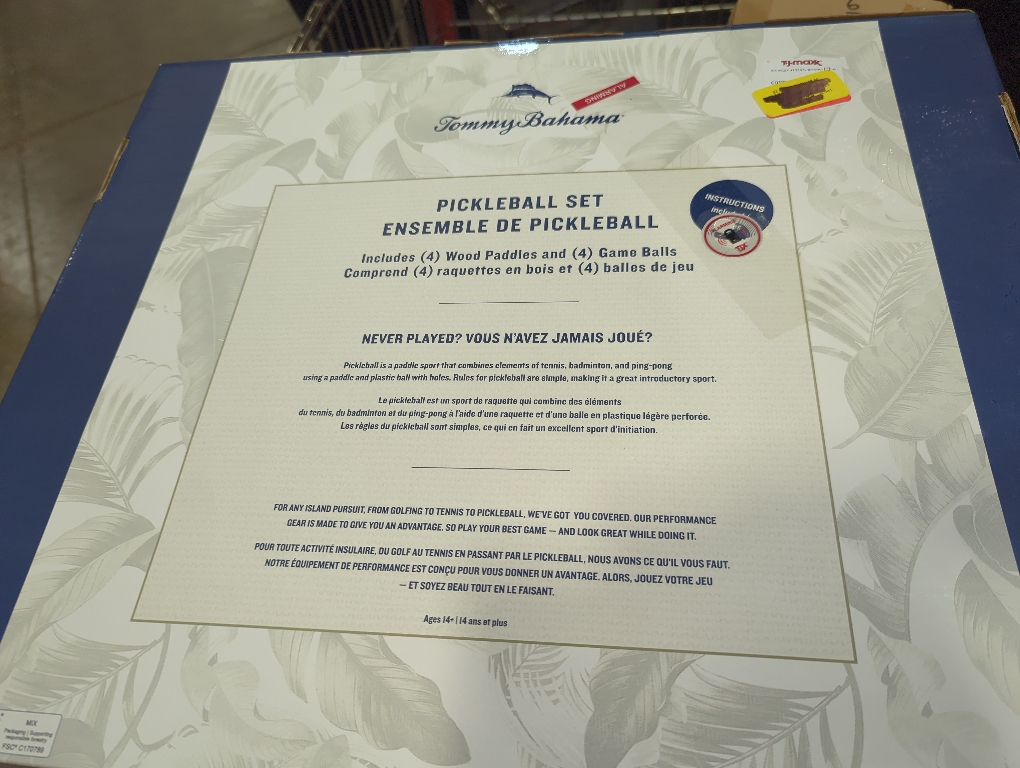 6
T.J.maxx
ALARMING
Tommy Bahama
INSTRUCTIONS
PICKLEBALL SET
ENSEMBLE DE PICKLEBALL
Includes (4) Wood Paddles and (4) Game Balls
Comprend (4) raquettes en bois et (4) balles de jeu
NEVER PLAYED? VOUS N'AVEZ JAMAIS JOUÉ?
Pickleball is a paddle sport that combines elements of tennis, badminton, and ping-pong
using a paddle and plastic ball with holes. Rules for pickleball are simple, making it a great introductory sport.
Le pickleball est un sport de raquette qui combine des éléments
du tennis, du badminton et du ping-pong à l'aide d'une raquette et d'une balle en plastique légère perforée.
Les règles du pickleball sont simples, ce qui en fait un excellent sport d'initiation.
FOR ANY ISLAND PURSUIT, FROM GOLFING TO TENNIS TO PICKLEBALL, WE'VE GOT YOU COVERED. OUR PERFORMANCE
GEAR IS MADE TO GIVE YOU AN ADVANTAGE. SO PLAY YOUR BEST GAME — AND LOOK GREAT WHILE DOING IT.
POUR TOUTE ACTIVITÉ INSULAIRE, DU GOLF AU TENNIS EN PASSANT PAR LE PICKLEBALL, NOUS AVONS CE QU'IL VOUS FAUT.
NOTRE ÉQUIPEMENT DE PERFORMANCE EST CONÇU POUR VOUS DONNER UN AVANTAGE. ALORS, JOUEZ VOTRE JEU
— ET SOYEZ BEAU TOUT EN LE FAISANT.
Ages 14+ | 14 ans et plus
MIX
Packaging | Supporting
responsible forestry
FSC® C170769